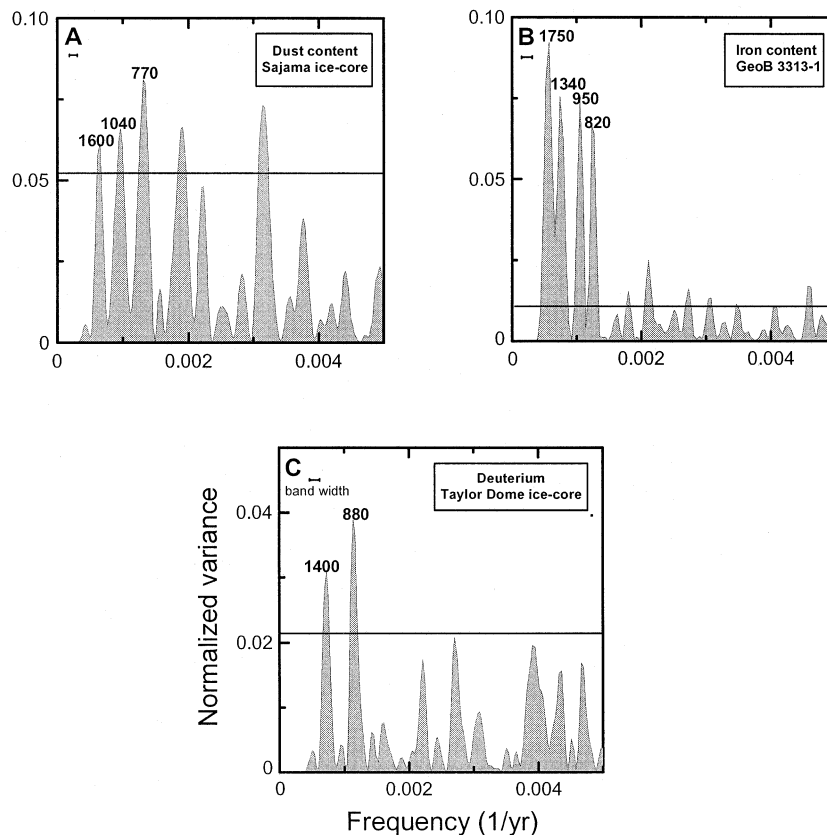 0.10
A
Dust content
Sajama ice-core
770
1040
1600
0.05
0
0
0.002
0.004
0.10
B
1750
Iron content
GeoB 3313-1
1340
950
820
0.05
0
0
0.002
0.004
C
band width
Deuterium
Taylor Dome ice-core
880
0.04
1400
Normalized variance
0.02
0
0
0.002
0.004
Frequency (1/yr)